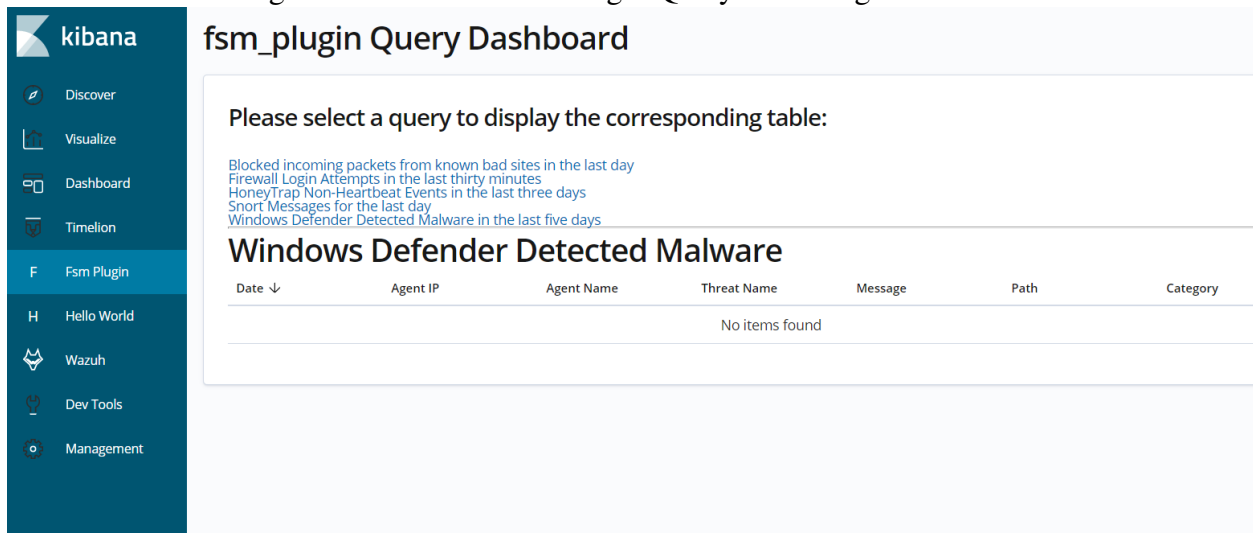 kibana
Discover
Visualize
Dashboard
Timelion
F Fsm Plugin
H Hello World
Wazuh
Dev Tools
Management
fsm_plugin Query Dashboard
Please select a query to display the corresponding table:
Blocked incoming packets from known bad sites in the last day
Firewall Login Attempts in the last thirty minutes
HoneyTrap Non-Heartbeat Events in the last three days
Snort Messages for the last day
Windows Defender Detected Malware in the last five days
Windows Defender Detected Malware
Date ↓ Agent IP Agent Name Threat Name Message Path Category
No items found